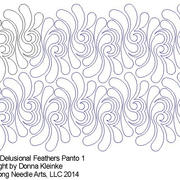 Delusional Feathers Panto 1
ght by Donna Kleinke
ong Needle Arts, LLC 2014